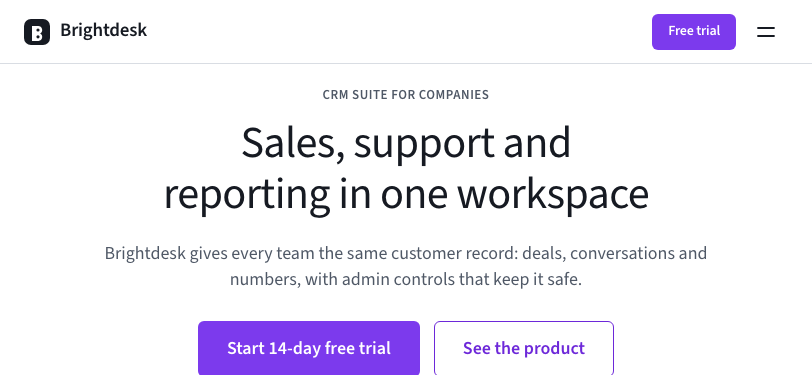 B Brightdesk
Free trial
CRM SUITE FOR COMPANIES
Sales, support and
reporting in one workspace
Brightdesk gives every team the same customer record: deals, conversations and
numbers, with admin controls that keep it safe.
Start 14-day free trial
See the product